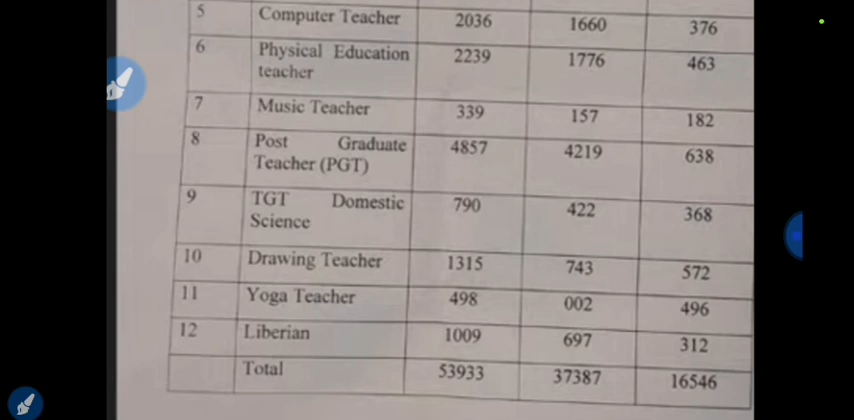 5 Computer Teacher 2036 1660 376
6 Physical Education 2239 1776 463
teacher
7 Music Teacher 339 157 182
8 Post Graduate 4857 4219 638
Teacher (PGT)
9 TGT Domestic 790 422 368
Science
10 Drawing Teacher 1315 743 572
11 Yoga Teacher 498 002 496
12 Liberian 1009 697 312
Total 53933 37387 16546